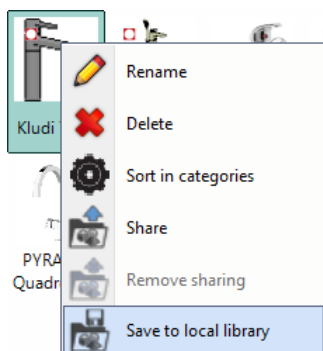 Rename
Kludi
Delete
Sort in categories
Share
PYRA
Quadr
Remove sharing
Save to local library